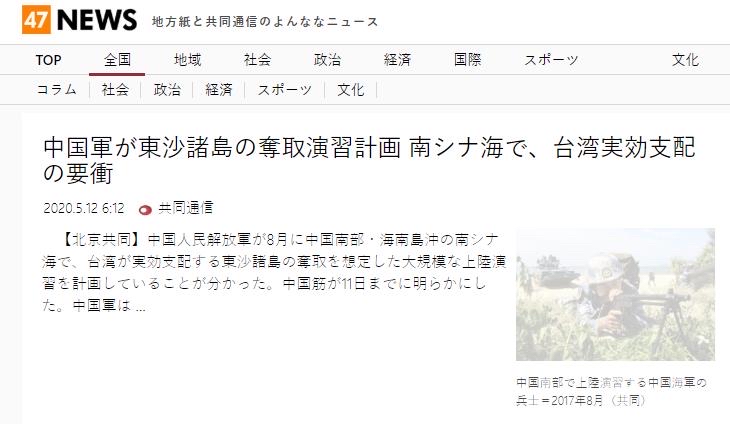 47 NEWS 地方紙と共同通信のよんななニュース
TOP 全国 地域 社会 政治 経済 国際 スポーツ 文化
コラム 社会 政治 経済 スポーツ 文化
中国軍が東沙諸島の奪取演習計画 南シナ海で、台湾実効支配
の要衝
2020.5.12 6:12 共同通信
【北京共同】中国人民解放軍が8月に中国南部・海南島沖の南シナ
海で、台湾が実効支配する東沙諸島の奪取を想定した大規模な上陸演
習を計画していることが分かった。中国筋が11日までに明らかにし
た。中国軍は ...
中国南部で上陸演習する中国海軍の
兵士=2017年8月（共同）